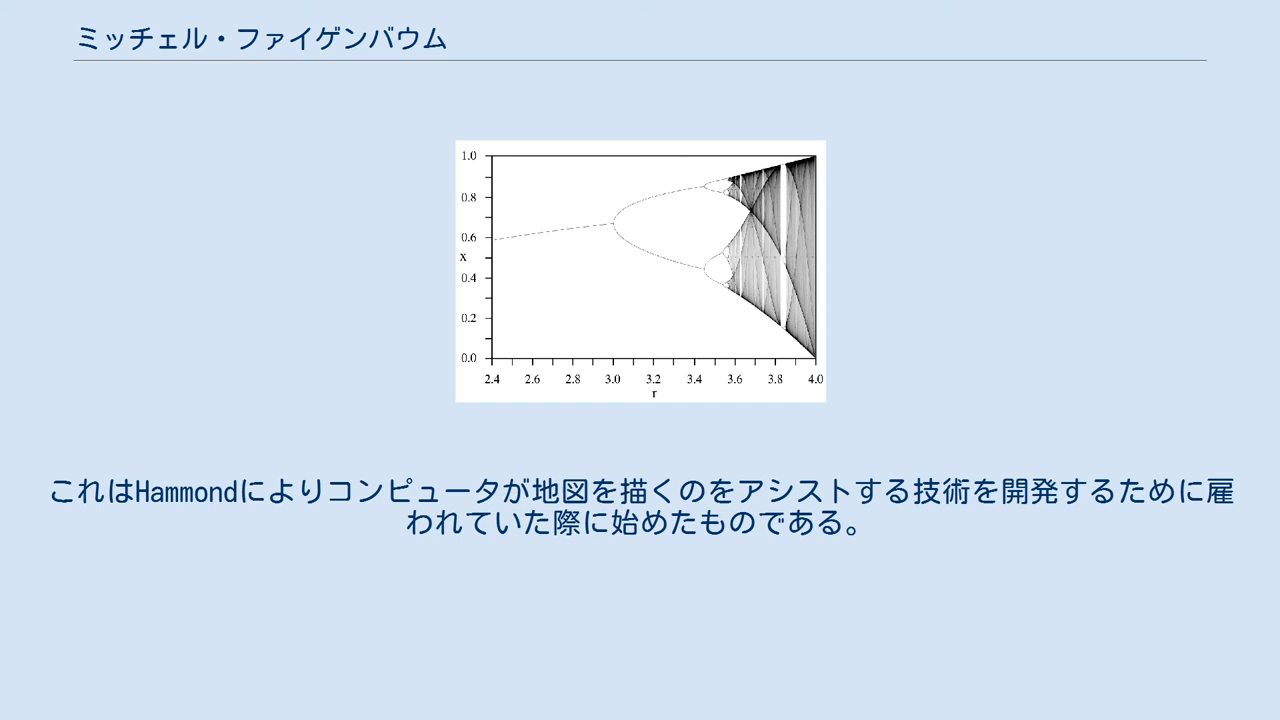 ミッチェル・ファイゲンバウム
1.0
0.8
0.6
x
0.4
0.2
0.0
2.4 2.6 2.8 3.0 3.2 3.4 3.6 3.8 4.0
r
これはHammondによりコンピュータが地図を描くのをアシストする技術を開発するために雇
われていた際に始めたものである。